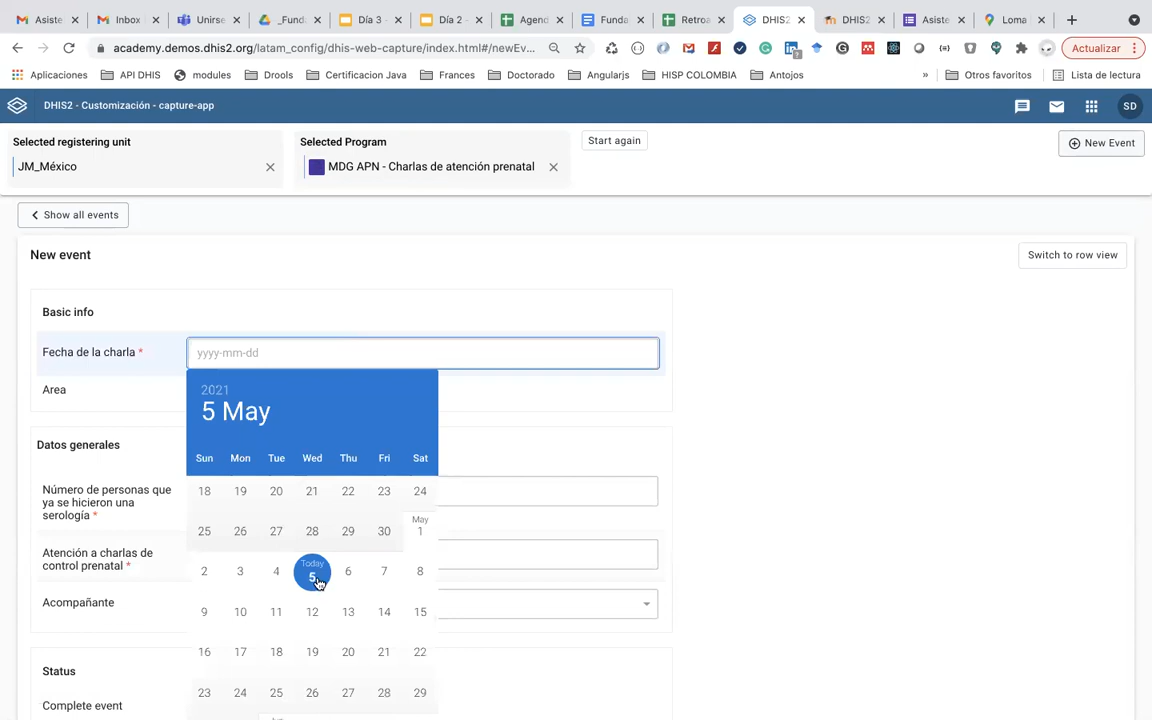 Asiste
Inbox
Unirse
_Fund
Día 3 -
Día 2 -
Agend
Funda
Retroa
DHIS2
DHIS2
Asiste
Loma
academy.demos.dhis2.org/latam_config/dhis-web-capture/index.html#/newEv...
Actualizar
Aplicaciones
API DHIS
modules
Drools
Certificacion Java
Frances
Doctorado
Angularjs
HISP COLOMBIA
Antojos
»
Otros favoritos
Lista de lectura
DHIS2 - Customización - capture-app
SD
Selected registering unit
JM_México
Selected Program
MDG APN - Charlas de atención prenatal
Start again
New Event
Show all events
New event
Switch to row view
Basic info
Fecha de la charla *
yyyy-mm-dd
Area
2021
5 May
Sun Mon Tue Wed Thu Fri Sat
18 19 20 21 22 23 24
May
25 26 27 28 29 30 1
Today
2 3 4 5 6 7 8
9 10 11 12 13 14 15
16 17 18 19 20 21 22
23 24 25 26 27 28 29
Datos generales
Número de personas que
ya se hicieron una
serología *
Atención a charlas de
control prenatal *
Acompañante
Status
Complete event